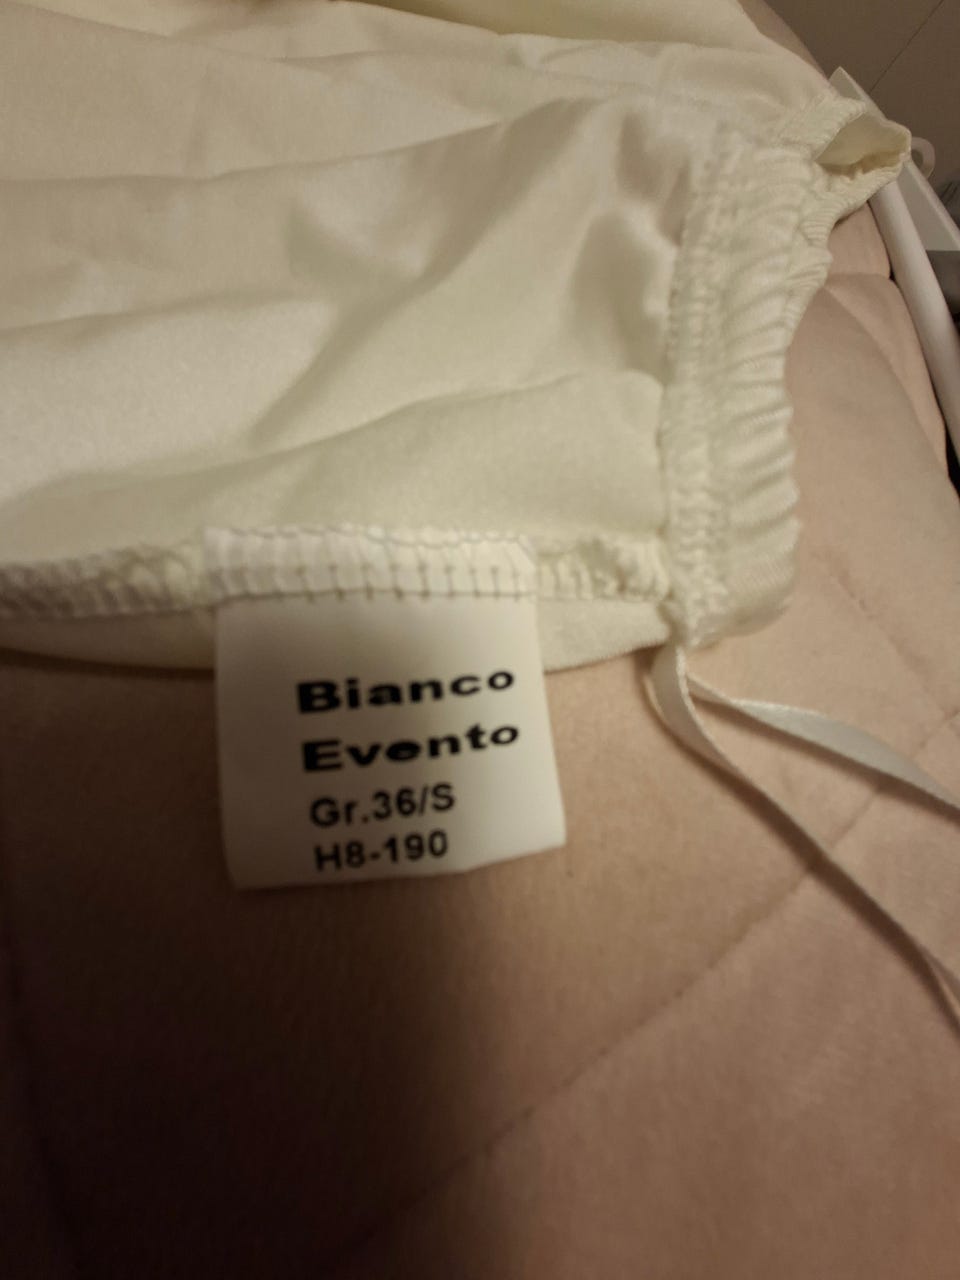 Bianco
Evento
Gr.36/S
H8-190